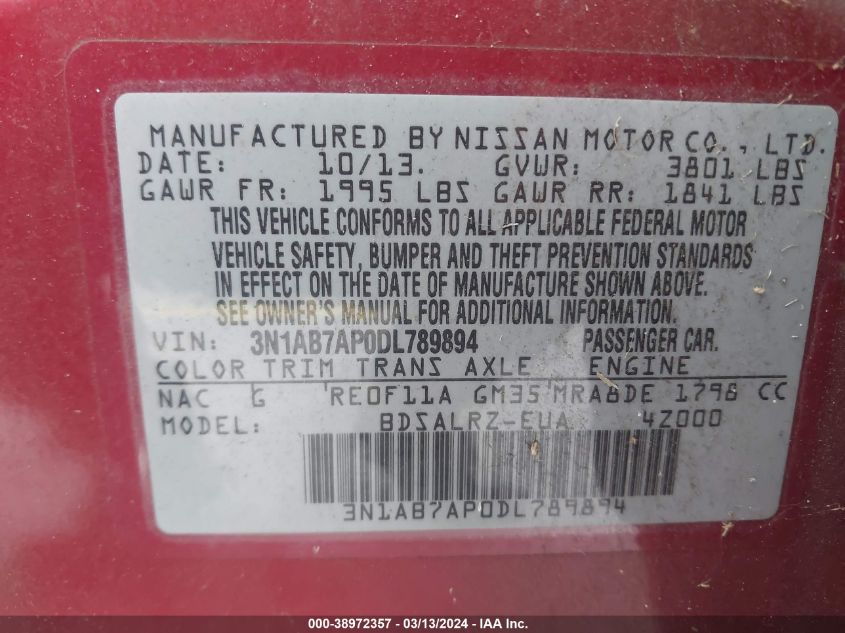 MANUFACTURED BY NISSAN MOTOR CO., LTD.
DATE: 10/13. GVWR: 3801 LBS
GAWR FR: 1995 LBS GAWR RR: 1841 LBS
THIS VEHICLE CONFORMS TO ALL APPLICABLE FEDERAL MOTOR
VEHICLE SAFETY, BUMPER AND THEFT PREVENTION STANDARDS
IN EFFECT ON THE DATE OF MANUFACTURE SHOWN ABOVE.
SEE OWNER'S MANUAL FOR ADDITIONAL INFORMATION.
VIN: 3N1AB7AP0DL789894 PASSENGER CAR.
COLOR TRIM TRANS AXLE ENGINE
NAC G RE0F11A GM35 MRA8DE 1798 CC
MODEL: BDSALRZ-EUA 4Z000
3N1AB7AP0DL789894
000-38972357 - 03/13/2024 - IAA Inc.